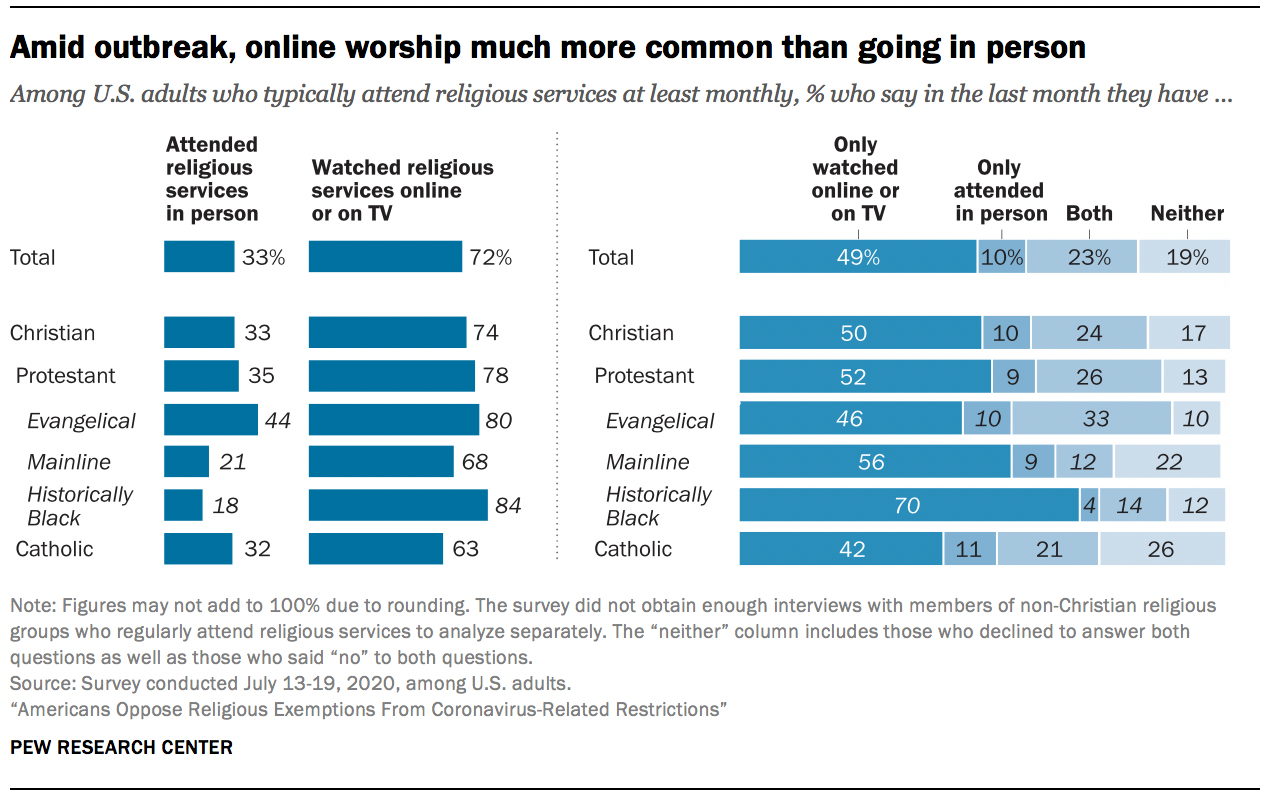 Amid outbreak, online worship much more common than going in person
Among U.S. adults who typically attend religious services at least monthly, % who say in the last month they have ...
Attended
religious
services
in person
Watched religious
services online
or on TV
Total 33% 72%
Christian 33 74
Protestant 35 78
Evangelical 44 80
Mainline 21 68
Historically
Black 18 84
Catholic 32 63
Only
watched
online or
on TV
Only
attended
in person
Both
Neither
Total 49% 10% 23% 19%
Christian 50 10 24 17
Protestant 52 9 26 13
Evangelical 46 10 33 10
Mainline 56 9 12 22
Historically
Black 70 4 14 12
Catholic 42 11 21 26
Note: Figures may not add to 100% due to rounding. The survey did not obtain enough interviews with members of non-Christian religious
groups who regularly attend religious services to analyze separately. The “neither” column includes those who declined to answer both
questions as well as those who said “no” to both questions.
Source: Survey conducted July 13-19, 2020, among U.S. adults.
“Americans Oppose Religious Exemptions From Coronavirus-Related Restrictions”
PEW RESEARCH CENTER